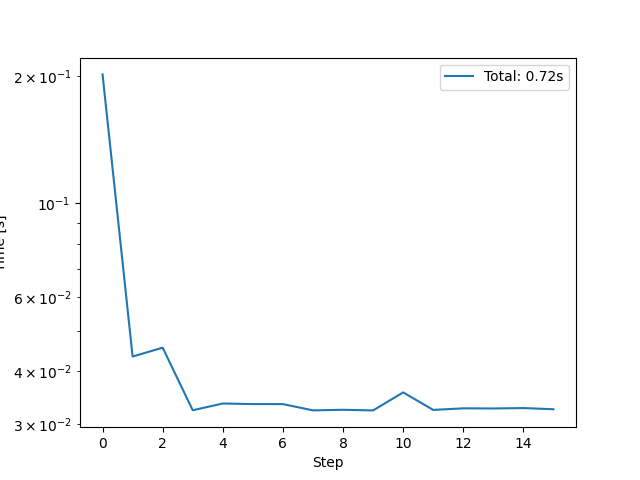 Total: 0.72s
2 × 10⁻¹
10⁻¹
6 × 10⁻²
4 × 10⁻²
3 × 10⁻²
[s]
0 2 4 6 8 10 12 14
Step